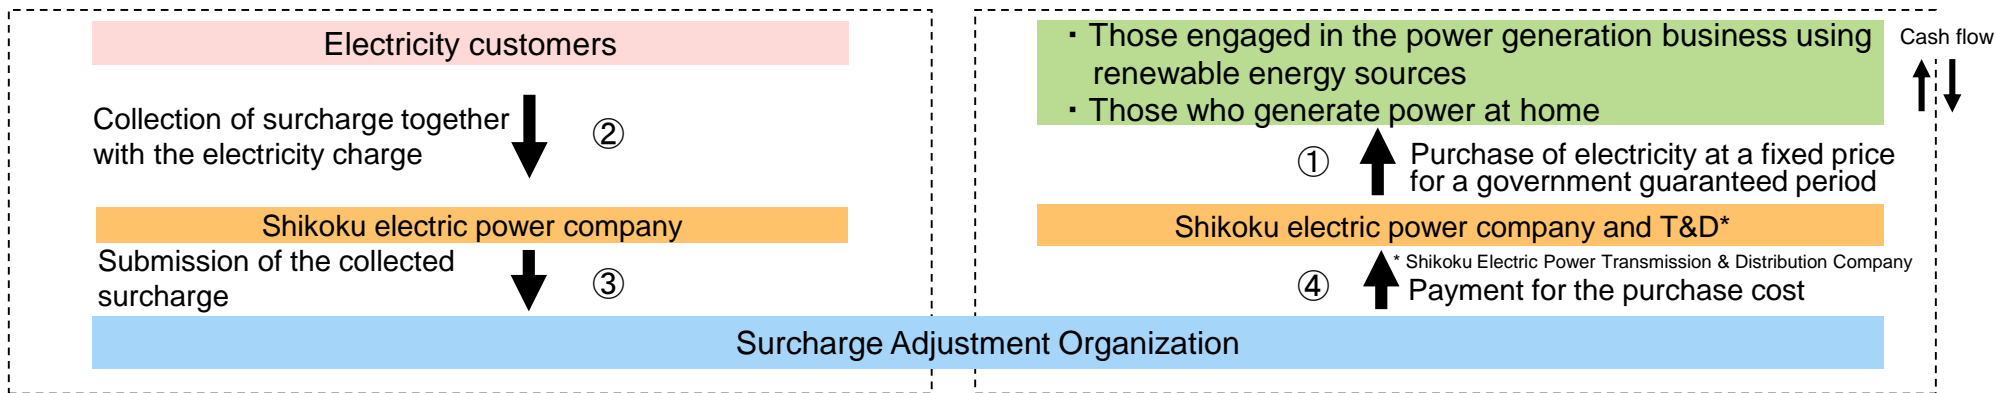 Electricity customers
Collection of surcharge together
with the electricity charge
②
Shikoku electric power company
Submission of the collected
surcharge
③
・Those engaged in the power generation business using
renewable energy sources
・Those who generate power at home
Cash flow
①
Purchase of electricity at a fixed price
for a government guaranteed period
Shikoku electric power company and T&D*
* Shikoku Electric Power Transmission & Distribution Company
④
Payment for the purchase cost
Surcharge Adjustment Organization